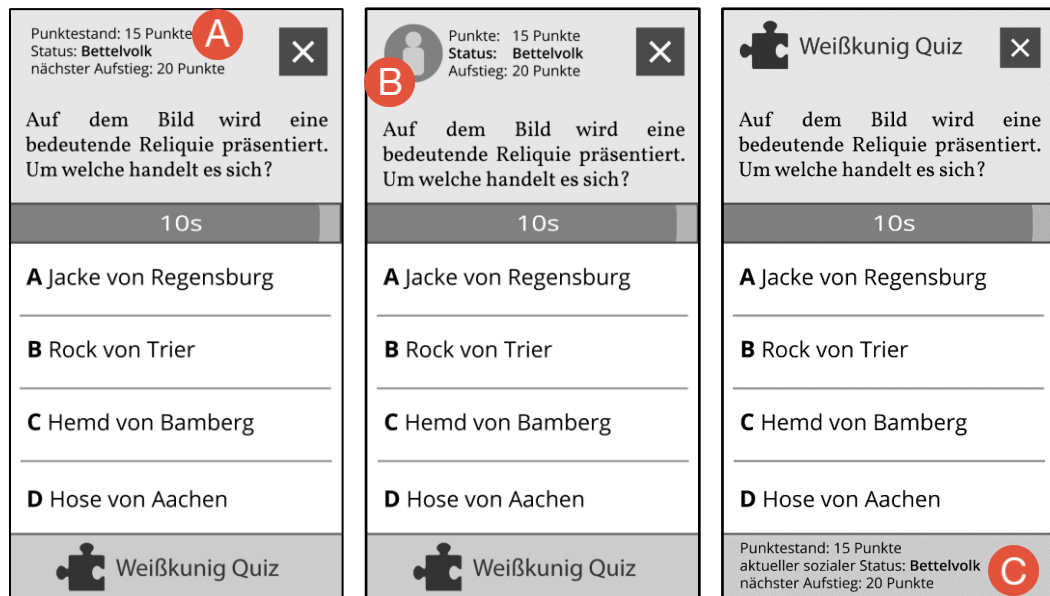 Punktestand: 15 Punkte
Status: Bettelvolk
nächster Aufstieg: 20 Punkte
A
×
Auf dem Bild wird eine
bedeutende Reliquie präsentiert.
Um welche handelt es sich?
10s
A Jacke von Regensburg
B Rock von Trier
C Hemd von Bamberg
D Hose von Aachen
Weißkunig Quiz
Punkte: 15 Punkte
Status: Bettelvolk
Aufstieg: 20 Punkte
B
×
Auf dem Bild wird eine
bedeutende Reliquie präsentiert.
Um welche handelt es sich?
10s
A Jacke von Regensburg
B Rock von Trier
C Hemd von Bamberg
D Hose von Aachen
Weißkunig Quiz
Weißkunig Quiz
×
Auf dem Bild wird eine
bedeutende Reliquie präsentiert.
Um welche handelt es sich?
10s
A Jacke von Regensburg
B Rock von Trier
C Hemd von Bamberg
D Hose von Aachen
Punktestand: 15 Punkte
aktueller sozialer Status: Bettelvolk
nächster Aufstieg: 20 Punkte
C